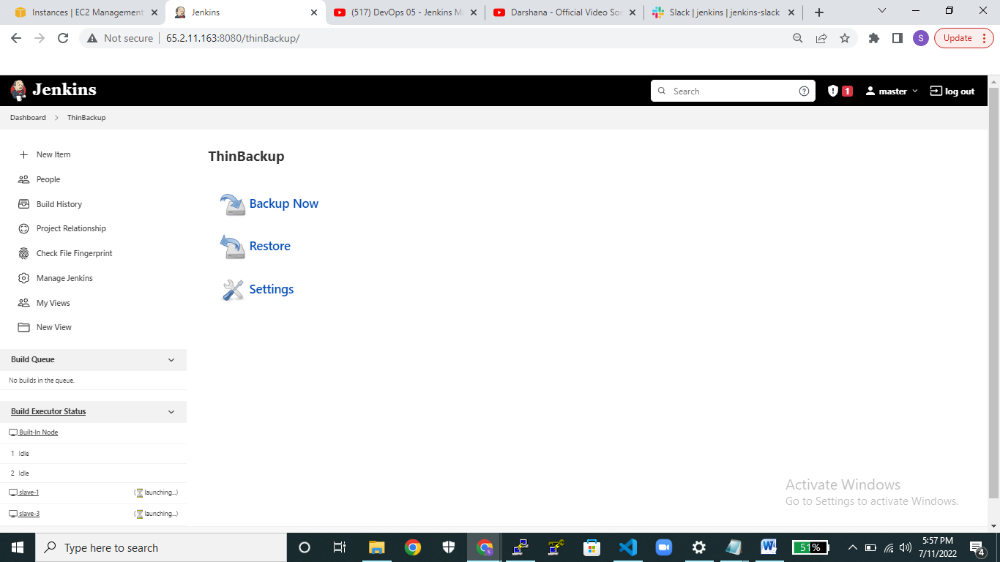 Instances | EC2 Management
Jenkins
(517) DevOps 05 - Jenkins Ma
Darshana - Official Video Son
Slack | jenkins | jenkins-slack
Not secure
65.2.11.163:8080/thinBackup/
S
Update
Jenkins
Search
1
master
log out
Dashboard
ThinBackup
New Item
People
Build History
Project Relationship
Check File Fingerprint
Manage Jenkins
My Views
New View
ThinBackup
Backup Now
Restore
Settings
Build Queue
No builds in the queue.
Build Executor Status
Built-In Node
1 Idle
2 Idle
slave-1 (launching...)
slave-3 (launching...)
Activate Windows
Go to Settings to activate Windows.
Type here to search
51%
5:57 PM
7/11/2022
4